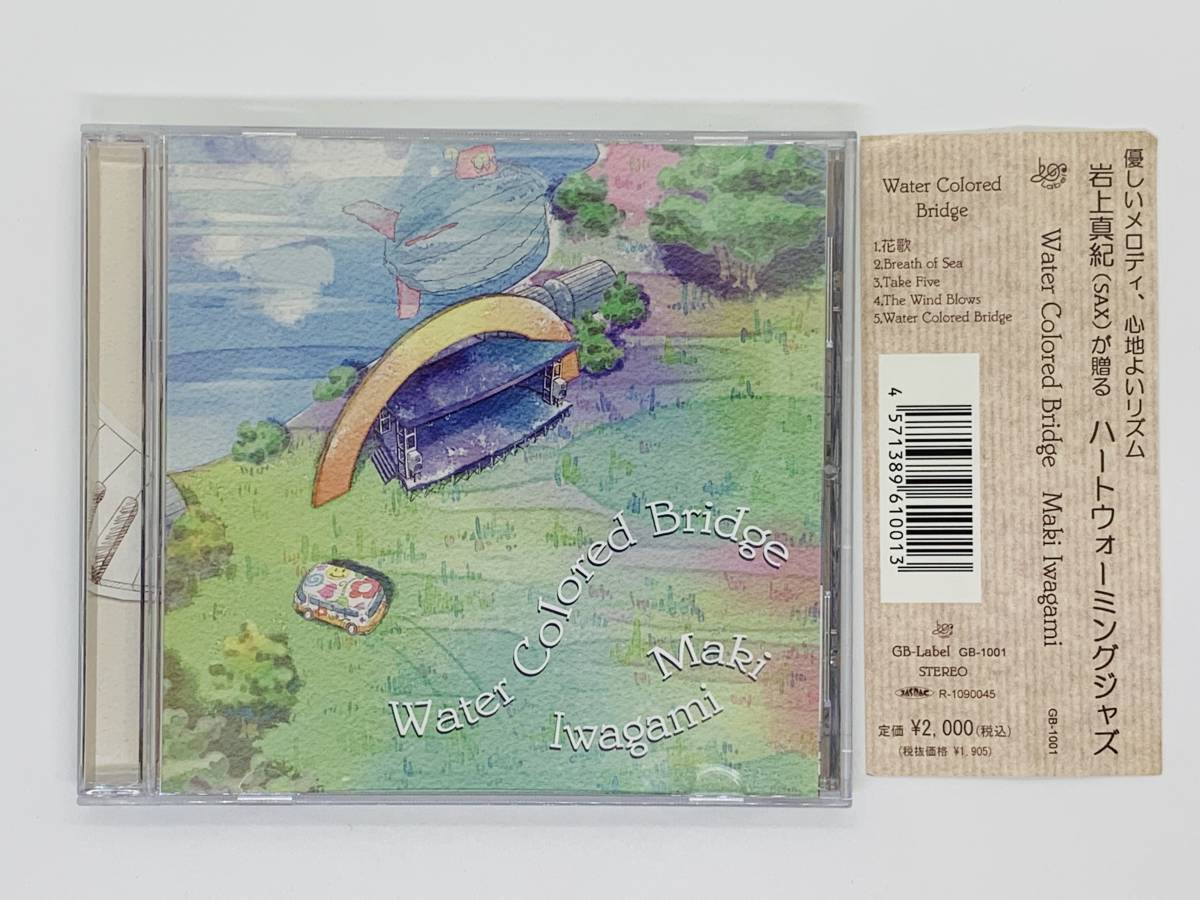 Water Colored Bridge
Maki
Iwagami
Water Colored
Bridge
1,花歌
2,Breath of Sea
3,Take Five
4,The Wind Blows
5,Water Colored Bridge
4 571389 610013
GB-Label GB-1001
STEREO
JASRAC R-1090045
定価 ¥2,000(税込)
(税抜価格 ¥1,905)
Water Colored Bridge Maki Iwagami
GB-1001
優しいメロディ、心地よいリズム
岩上真紀(SAX)が贈る ハートウォーミングジャズ